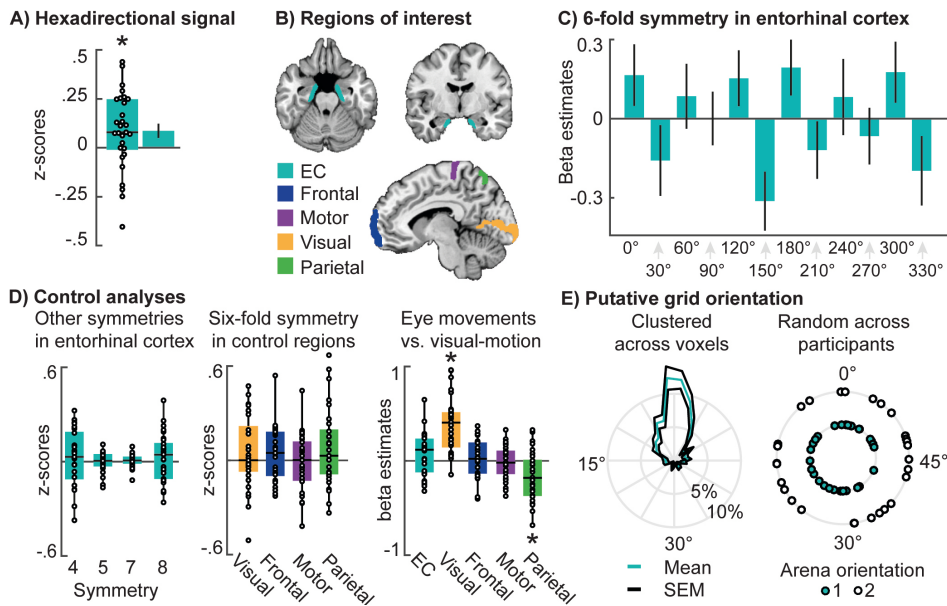 A) Hexadirectional signal
*
.5
.25
0
-.25
-.5
z-scores
B) Regions of interest
EC
Frontal
Motor
Visual
Parietal
C) 6-fold symmetry in entorhinal cortex
0.3
0
-0.3
Beta estimates
0° 60° 120° 180° 240° 300°
30° 90° 150° 210° 270° 330°
D) Control analyses
Other symmetries
in entorhinal cortex
.6
0
-.6
z-scores
4 5 7 8
Symmetry
Six-fold symmetry
in control regions
.6
0
-.6
z-scores
Visual Frontal Motor Parietal
Eye movements
vs. visual-motion
*
1
0
-1
beta estimates
*
EC Visual Frontal Motor Parietal
E) Putative grid orientation
Clustered
across voxels
15°
5%
10%
30°
Mean
SEM
Random across
participants
0°
45°
30°
Arena orientation
1 2